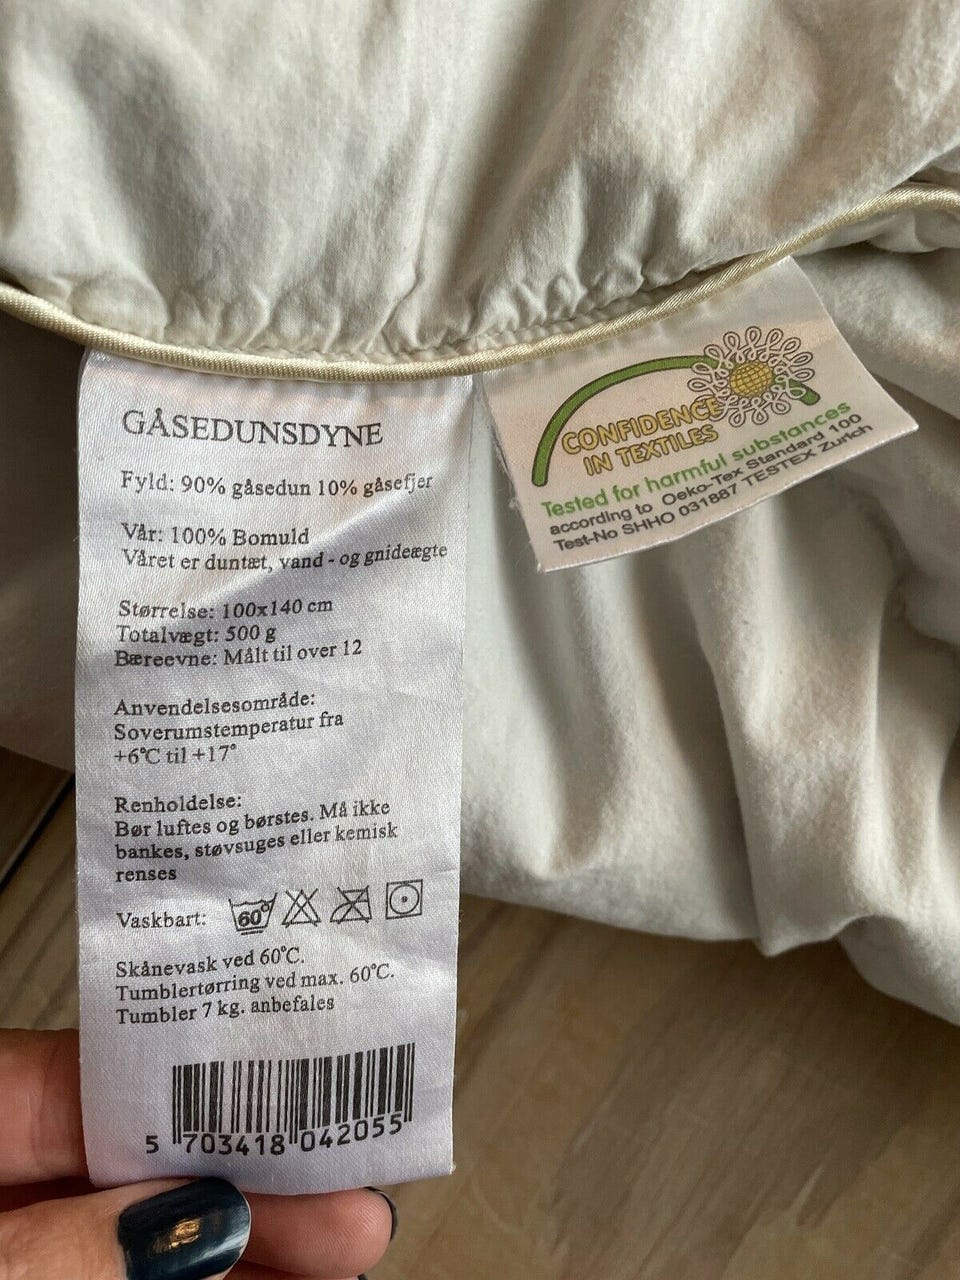 GÅSEDUNSDYNE
Fyld: 90% gåsedun 10% gåsefjer
Vår: 100% Bomuld
Våret er duntæt, vand - og gnideægte
Størrelse: 100x140 cm
Totalvægt: 500 g
Bæreevne: Målt til over 12
Anvendelsesområde:
Soverumstemperatur fra
+6°C til +17°
Renholdelse:
Bør luftes og børstes. Må ikke
bankes, støvsuges eller kemisk
renses
Vaskbart: 60°
Skånevask ved 60°C.
Tumblertørring ved max. 60°C.
Tumbler 7 kg. anbefales
5 703418 042055
CONFIDENCE
IN TEXTILES
Tested for harmful substances
according to Oeko-Tex Standard 100
Test-No SHHO 031887 TESTEX Zurich